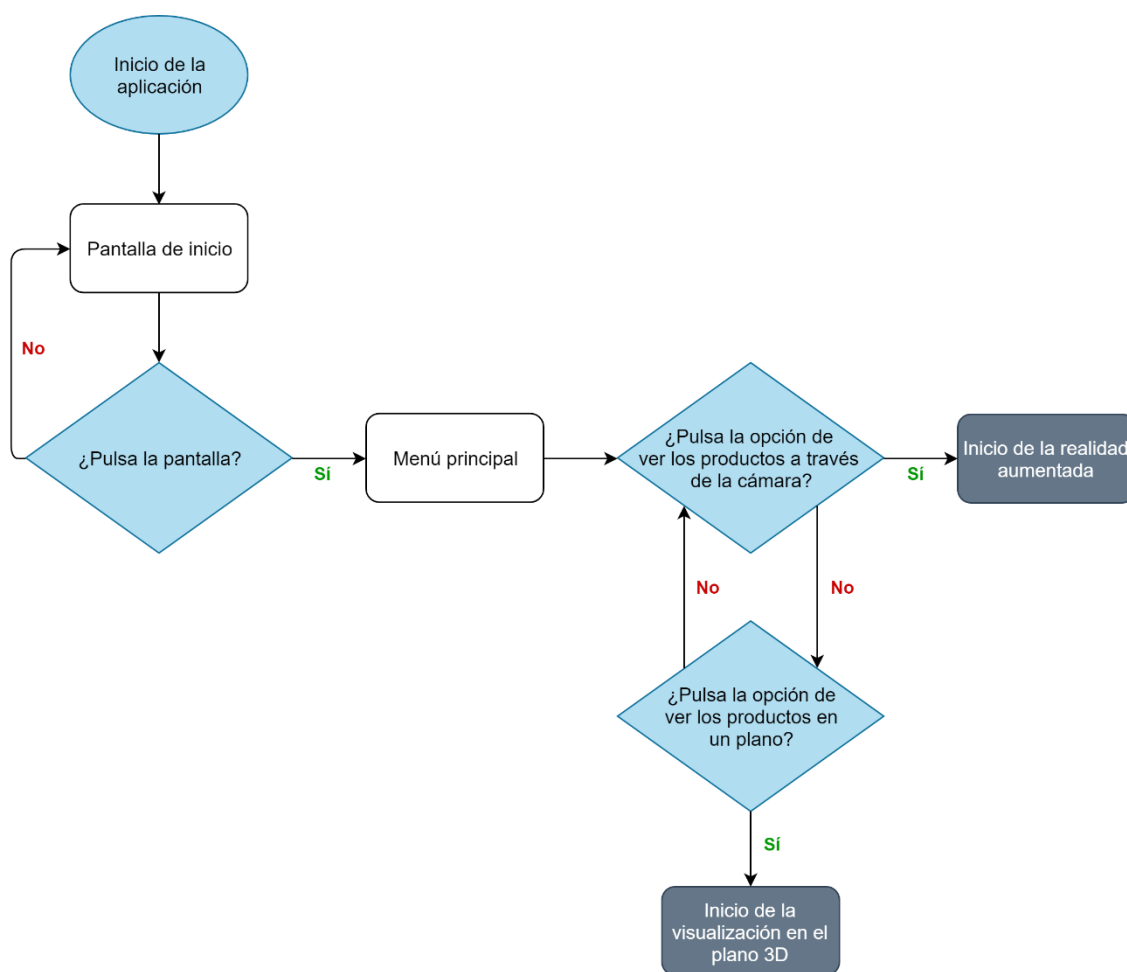 Inicio de la
aplicación
Pantalla de inicio
No
¿Pulsa la pantalla?
Sí
Menú principal
¿Pulsa la opción de
ver los productos a través
de la cámara?
Sí
Inicio de la realidad
aumentada
No
No
¿Pulsa la opción de
ver los productos en
un plano?
Sí
Inicio de la
visualización en el
plano 3D